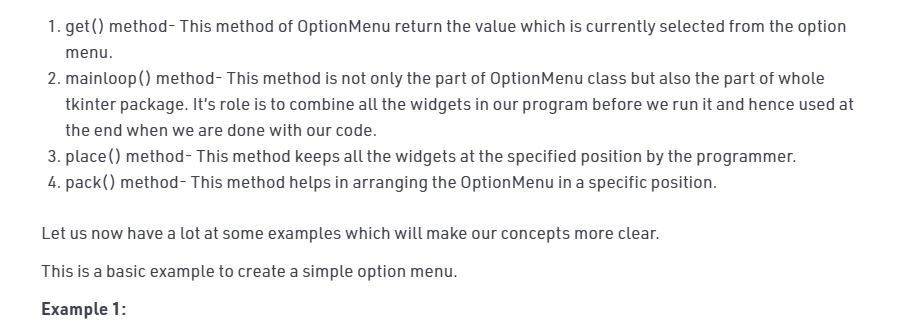 1. get() method- This method of OptionMenu return the value which is currently selected from the option
menu.
2. mainloop() method- This method is not only the part of OptionMenu class but also the part of whole
tkinter package. It's role is to combine all the widgets in our program before we run it and hence used at
the end when we are done with our code.
3. place() method- This method keeps all the widgets at the specified position by the programmer.
4. pack() method- This method helps in arranging the OptionMenu in a specific position.
Let us now have a lot at some examples which will make our concepts more clear.
This is a basic example to create a simple option menu.
Example 1: